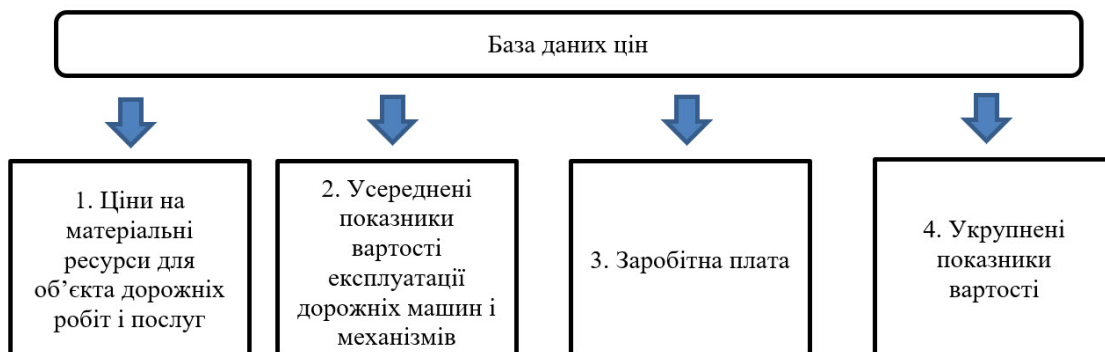 База даних цін
1. Ціни на
матеріальні
ресурси для
об’єкта дорожніх
робіт і послуг
2. Усереднені
показники
вартості
експлуатації
дорожніх машин і
механізмів
3. Заробітна плата
4. Укрупнені
показники
вартості